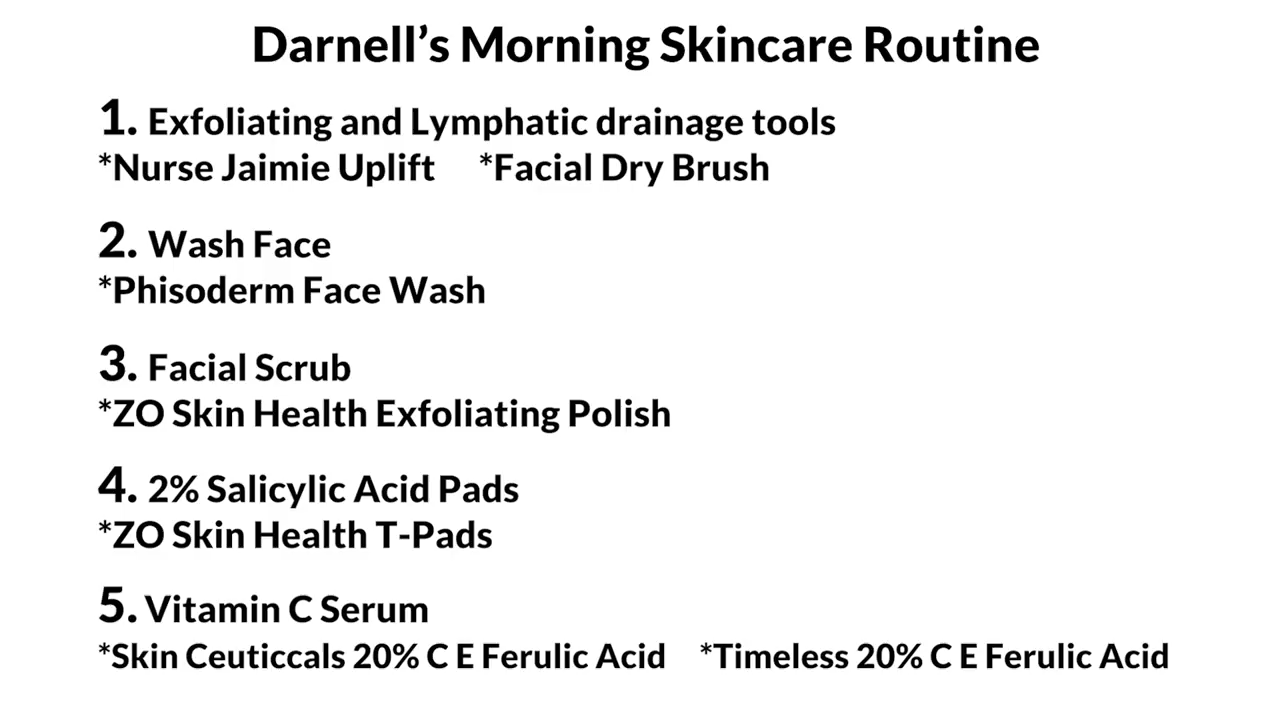 Darnell’s Morning Skincare Routine
1. Exfoliating and Lymphatic drainage tools
*Nurse Jaimie Uplift *Facial Dry Brush
2. Wash Face
*Phisoderm Face Wash
3. Facial Scrub
*ZO Skin Health Exfoliating Polish
4. 2% Salicylic Acid Pads
*ZO Skin Health T-Pads
5. Vitamin C Serum
*Skin Ceuticcals 20% C E Ferulic Acid *Timeless 20% C E Ferulic Acid